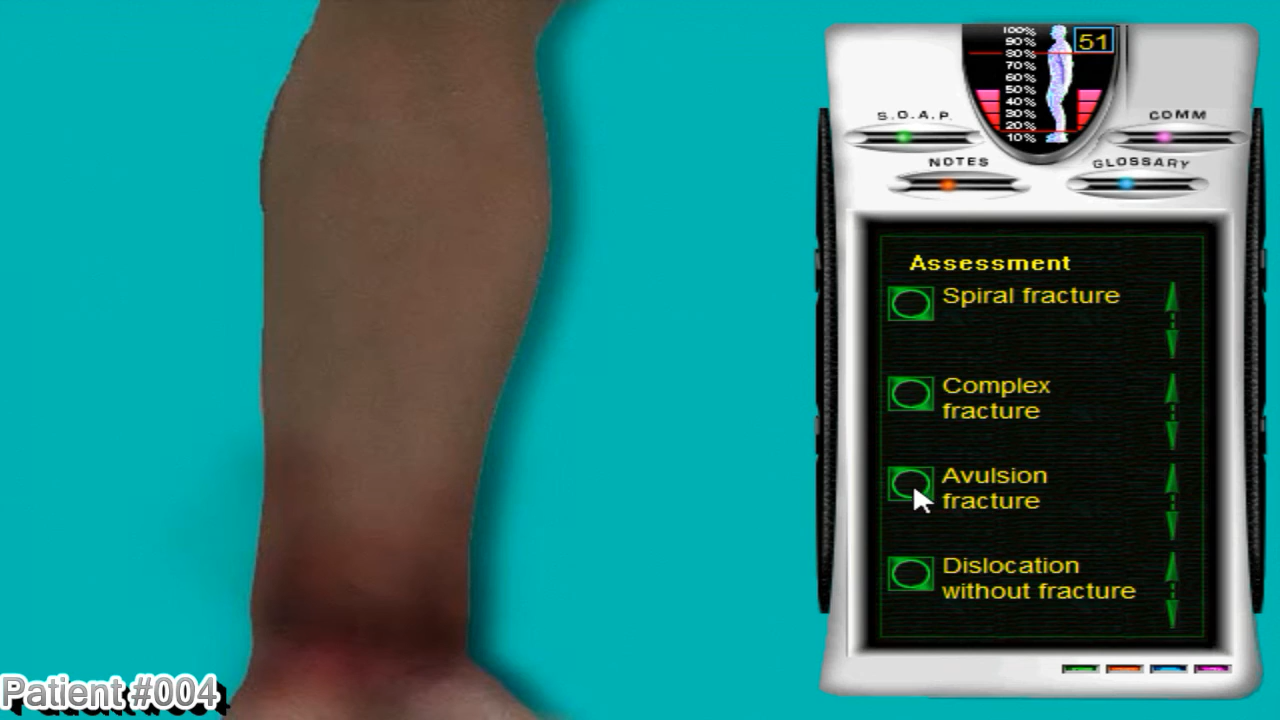 100%
90%
80%
70%
60%
50%
40%
30%
20%
10%
51
S.O.A.P.
COMM
NOTES
GLOSSARY
Assessment
Spiral fracture
Complex
fracture
Avulsion
fracture
Dislocation
without fracture
Patient #004